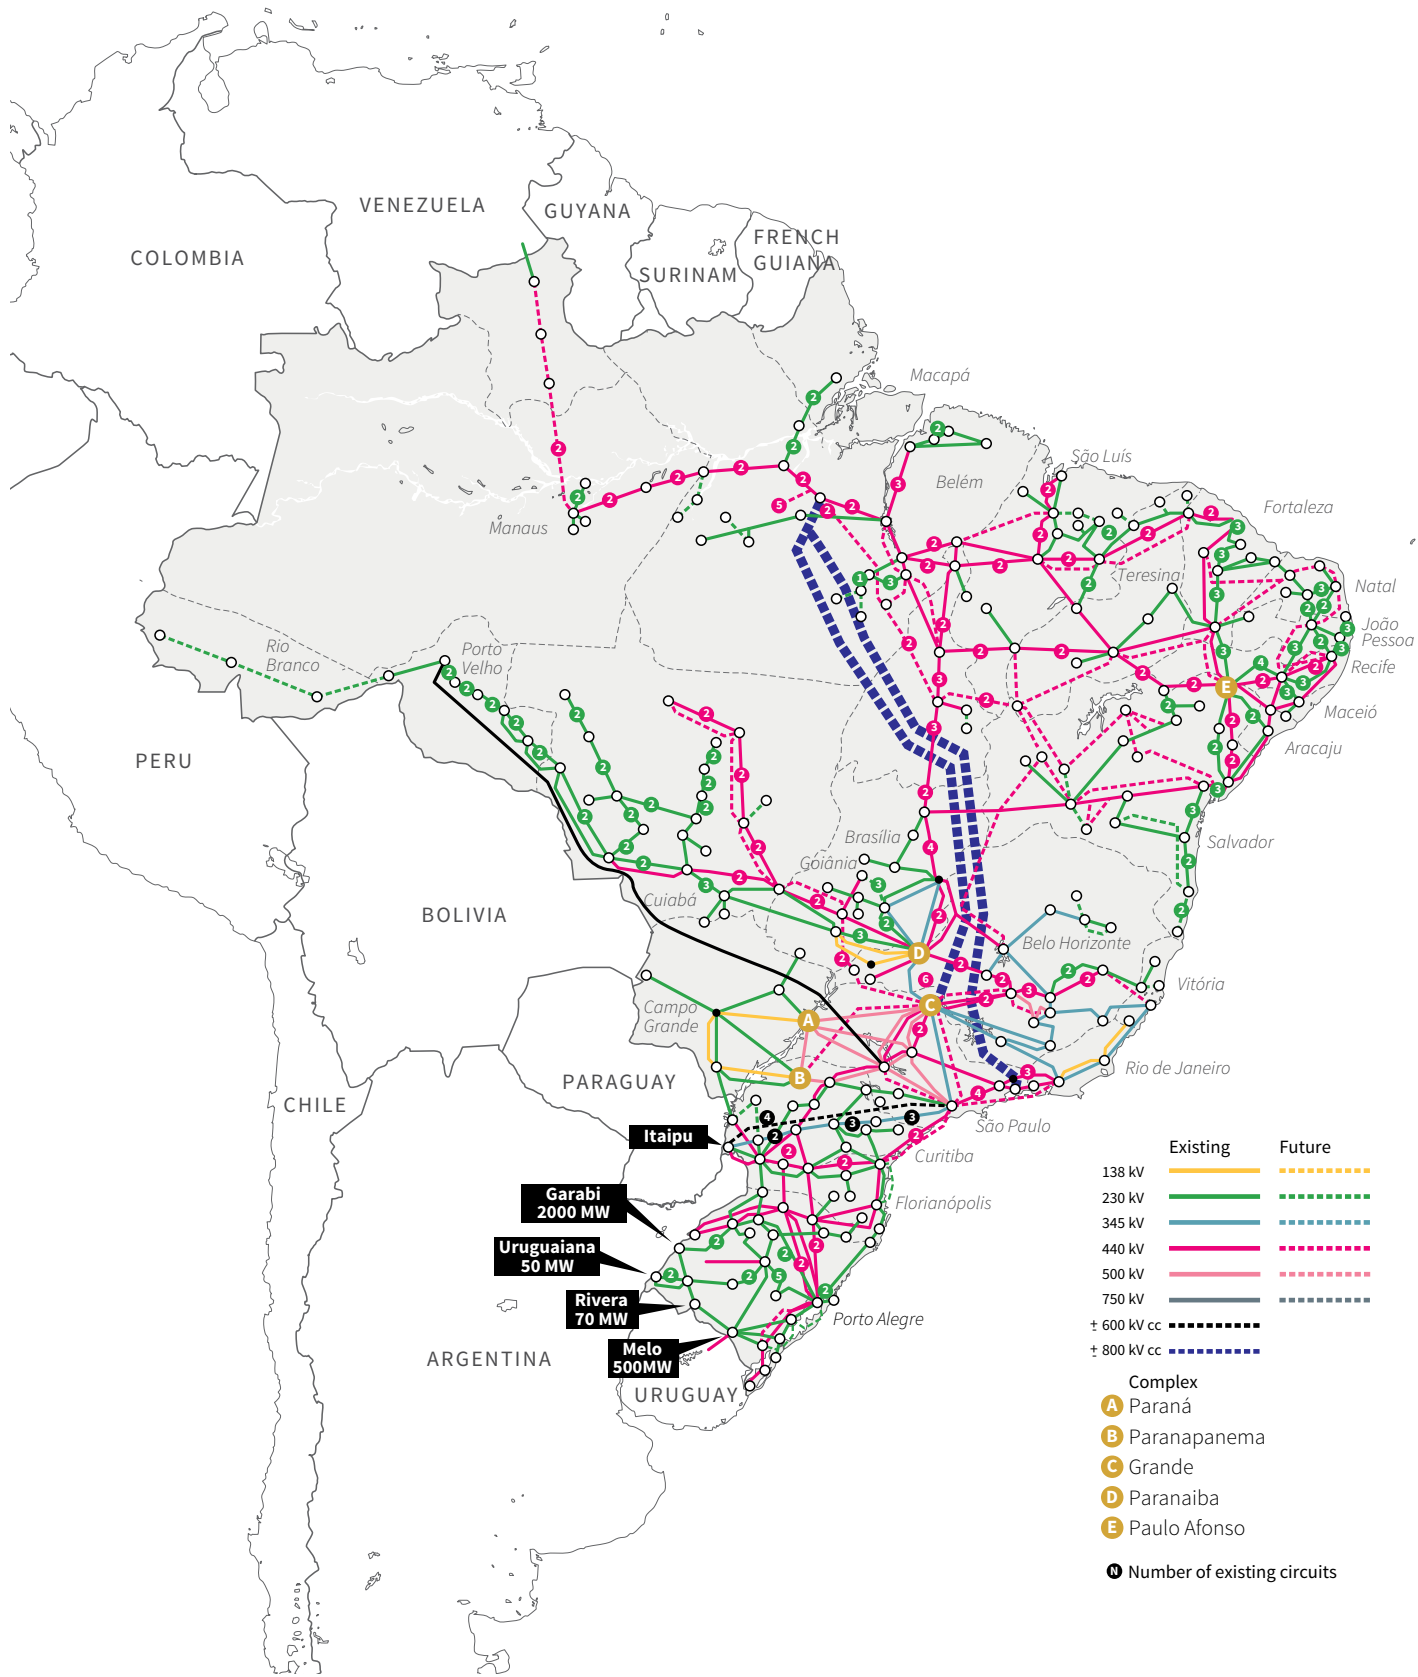 VENEZUELA
GUYANA
COLOMBIA
FRENCH
GUIANA
SURINAM
Macapá
Belém
São Luís
Fortaleza
Manaus
Teresina
Natal
João
Pessoa
Recife
Rio
Branco
Porto
Velho
Maceió
Aracaju
PERU
Brasília
Goiânia
Salvador
Cuiabá
BOLIVIA
Belo Horizonte
Vitória
Campo
Grande
Rio de Janeiro
PARAGUAY
CHILE
São Paulo
Itaipu
Curitiba
Garabi
2000 MW
Florianópolis
Uruguaiana
50 MW
Rivera
70 MW
Porto Alegre
Melo
500MW
ARGENTINA
URUGUAY
A
B
C
D
E
Existing Future
138 kV
230 kV
345 kV
440 kV
500 kV
750 kV
± 600 kV cc
± 800 kV cc
Complex
A Paraná
B Paranapanema
C Grande
D Paranaiba
E Paulo Afonso
N Number of existing circuits